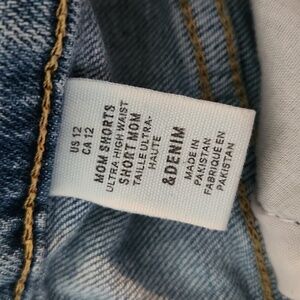 US 12
CA 12
MOM SHORTS
ULTRA HIGH WAIST
SHORT MOM
TAILLE ULTRA-
HAUTE
&DENIM
MADE IN
PAKISTAN
FABRIQUÉ EN
PAKISTAN